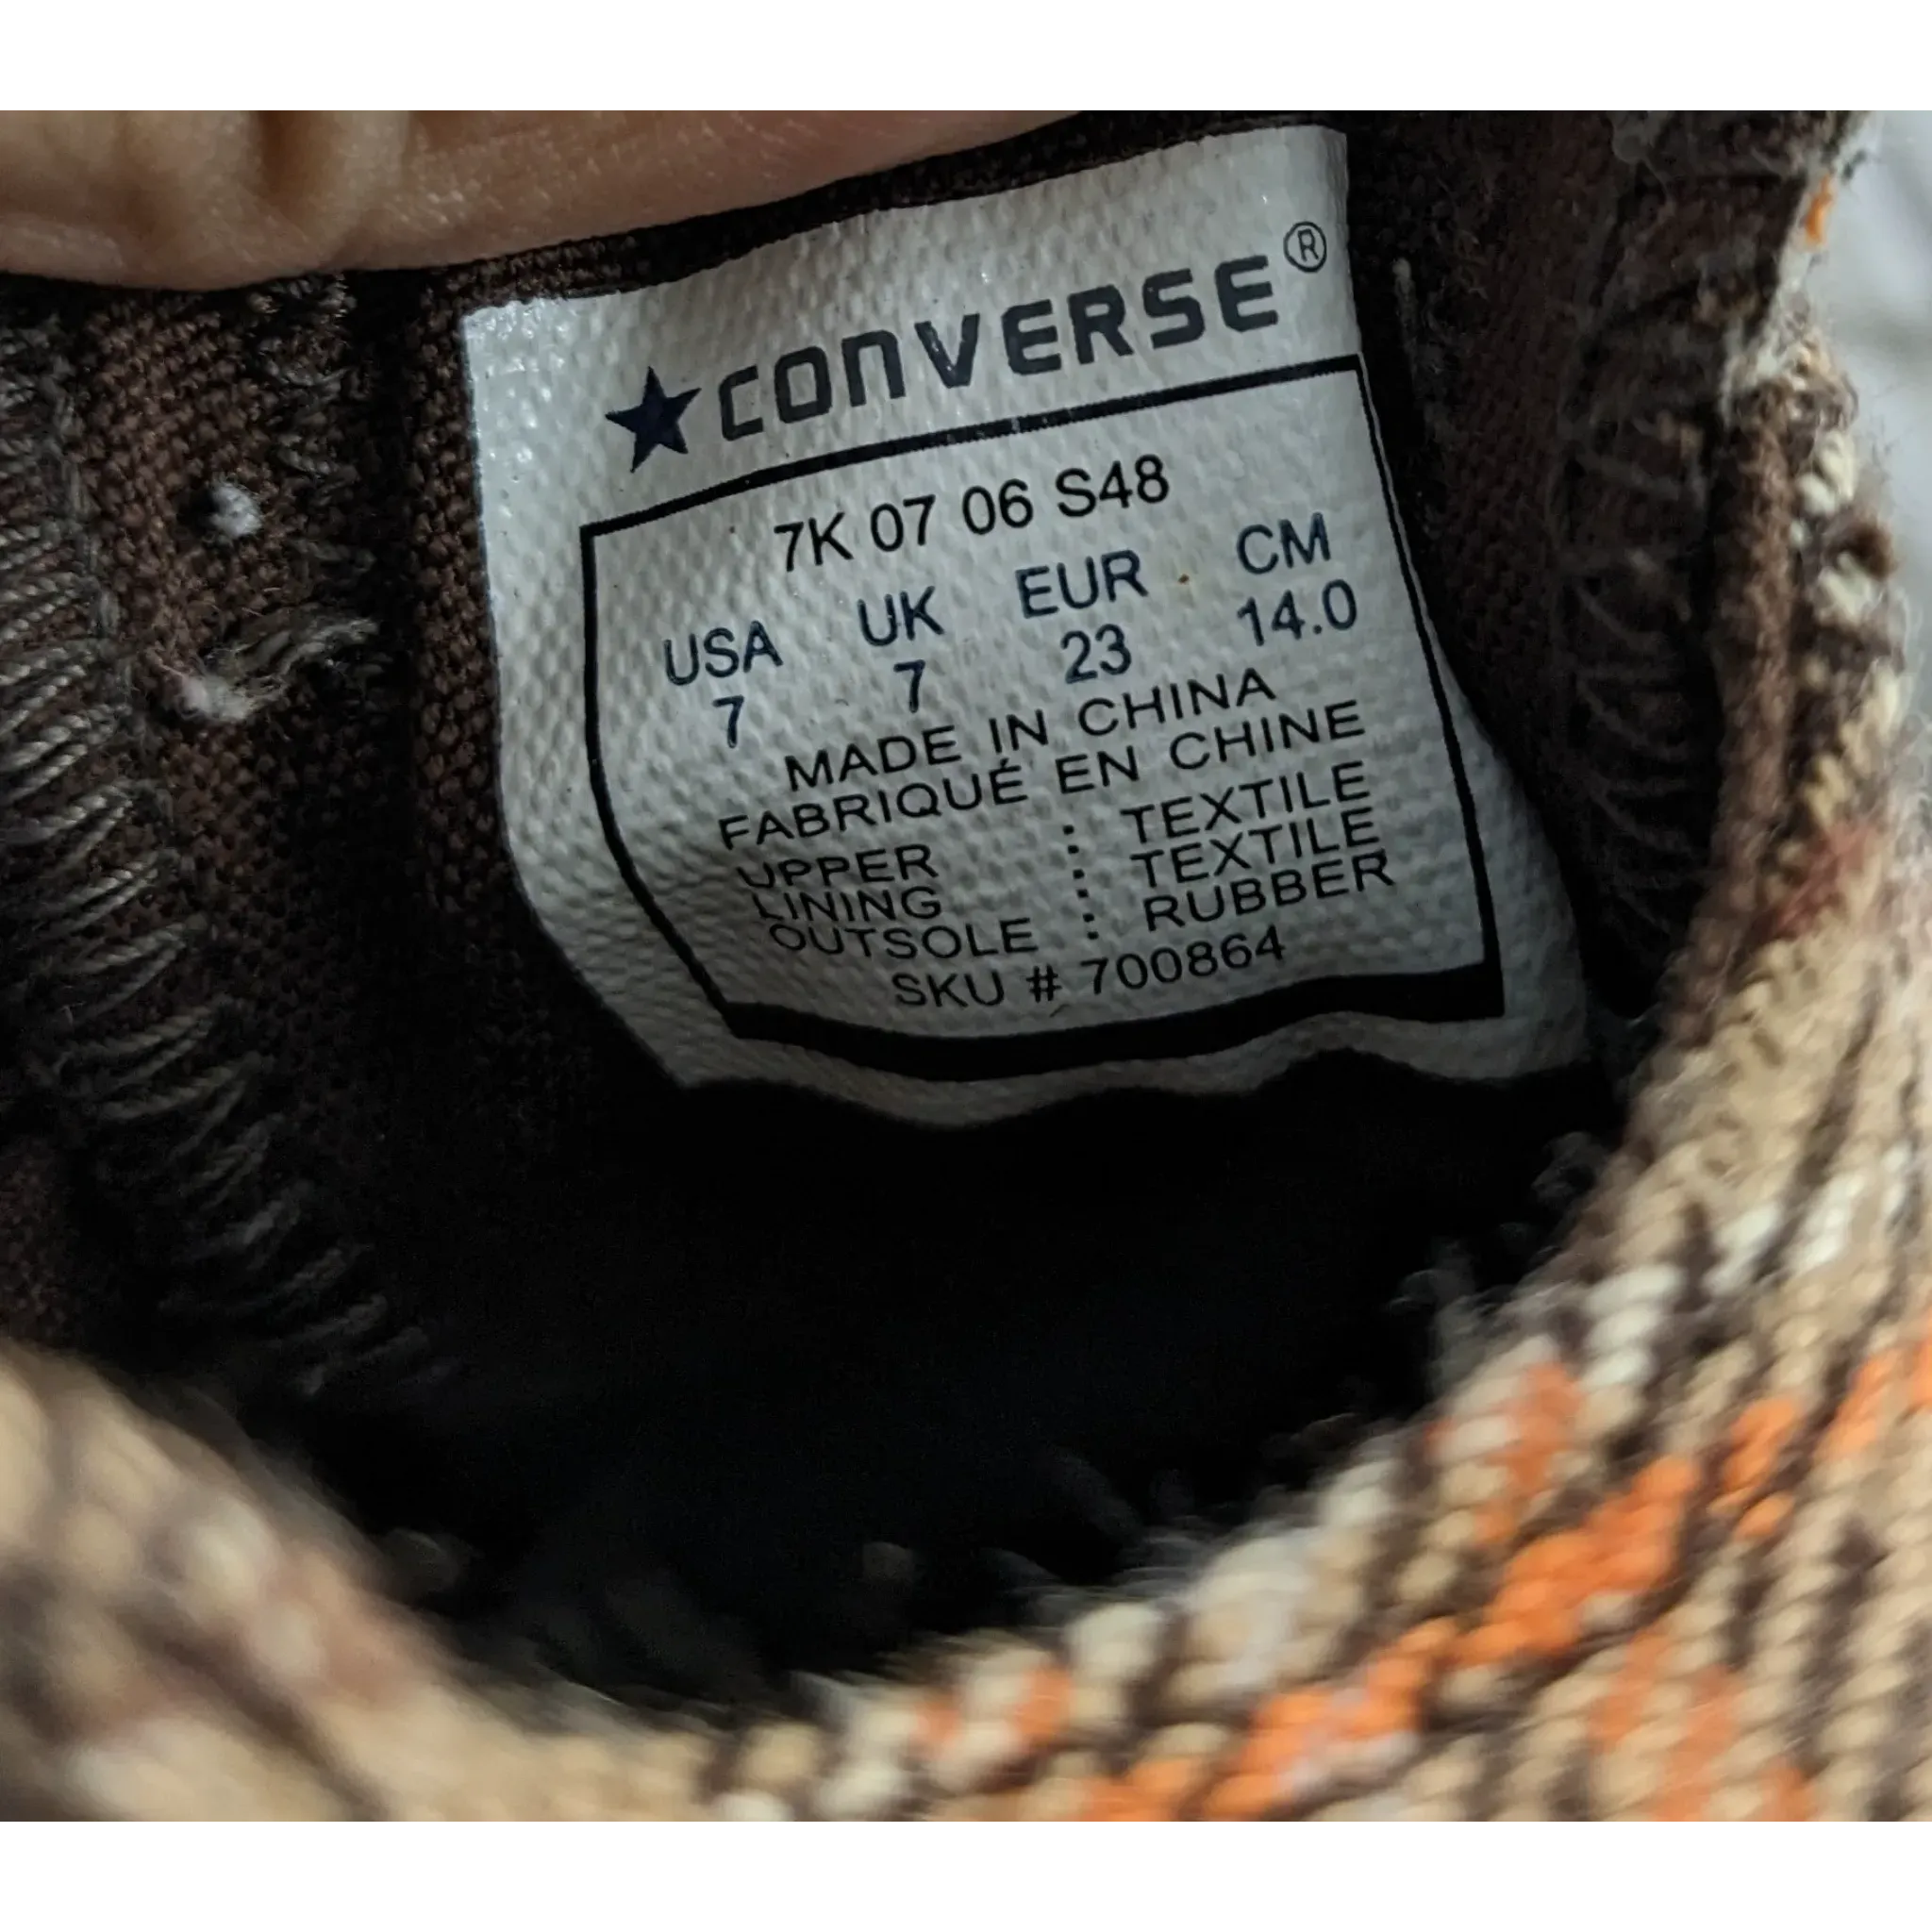 ★CONVERSE®
7K 07 06 S48
USA UK EUR CM
7 7 23 14.0
MADE IN CHINA
FABRIQUÉ EN CHINE
UPPER : TEXTILE
LINING : TEXTILE
OUTSOLE : RUBBER
SKU # 700864